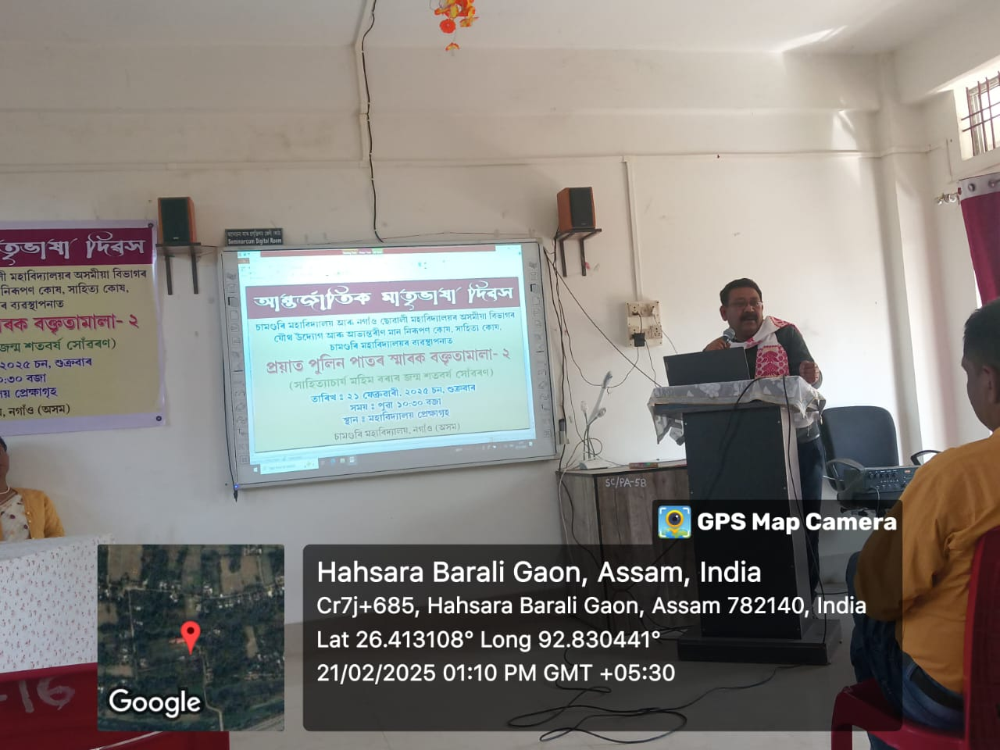 াতৃভাষা দিৱস
ী মহাবিদ্যালয়ৰ অসমীয়া বিভাগৰ
নিৰূপণ কোষ, সাহিত্য কোষ,
ৰ ব্যৱস্থাপনাত
াৰক বক্তৃতামালা- ২
জন্ম শতবৰ্ষ সোঁৱৰণ)
২০২৫ চন, শুক্ৰবাৰ
০:৩০ বজা
লয় প্ৰেক্ষাগৃহ
, নগাঁও (অসম)
Seminarcum Digital Room
আন্তৰ্জাতিক মাতৃভাষা দিৱস
চামগুৰি মহাবিদ্যালয় আৰু নগাঁও ছোৱালী মহাবিদ্যালয়ৰ অসমীয়া বিভাগৰ
যৌথ উদ্যোগ আৰু আভ্যন্তৰীণ মান নিৰূপণ কোষ, সাহিত্য কোষ,
চামগুৰি মহাবিদ্যালয়ৰ ব্যৱস্থাপনাত
প্ৰয়াত পুলিন পাতৰ স্মাৰক বক্তৃতামালা- ২
(সাহিত্যাচাৰ্য মহিম বৰাৰ জন্ম শতবৰ্ষ সোঁৱৰণ)
তাৰিখ : ২১ ফেব্ৰুৱাৰী, ২০২৫ চন, শুক্ৰবাৰ
সময় : পুৱা ১০:৩০ বজা
স্থান : মহাবিদ্যালয় প্ৰেক্ষাগৃহ
চামগুৰি মহাবিদ্যালয়, নগাঁও (অসম)
SC/PA-58
-16
GPS Map Camera
Hahsara Barali Gaon, Assam, India
Cr7j+685, Hahsara Barali Gaon, Assam 782140, India
Lat 26.413108° Long 92.830441°
21/02/2025 01:10 PM GMT +05:30
Google